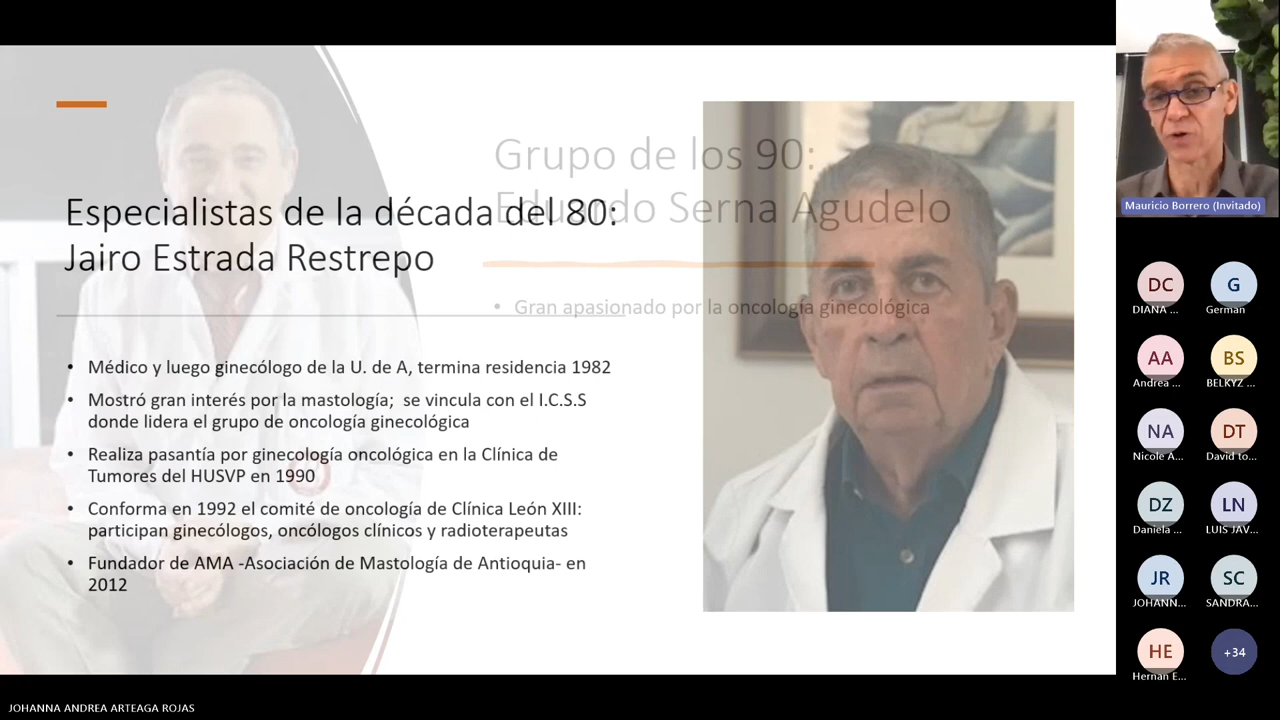 Grupo de los 90:
Eduardo Serna Agudelo
Gran apasionado por la oncología ginecológica
Especialistas de la década del 80:
Jairo Estrada Restrepo
• Médico y luego ginecólogo de la U. de A, termina residencia 1982
• Mostró gran interés por la mastología; se vincula con el I.C.S.S
donde lidera el grupo de oncología ginecológica
• Realiza pasantía por ginecología oncológica en la Clínica de
Tumores del HUSVP en 1990
• Conforma en 1992 el comité de oncología de Clínica León XIII:
participan ginecólogos, oncólogos clínicos y radioterapeutas
• Fundador de AMA -Asociación de Mastología de Antioquia- en
2012
Mauricio Borrero (Invitado)
DC G
DIANA ... German
AA BS
Andrea ... BELKYZ ...
NA DT
Nicole A... David to...
DZ LN
Daniela ... LUIS JAV...
JR SC
JOHANN... SANDRA...
HE +34
Hernan E...
JOHANNA ANDREA ARTEAGA ROJAS